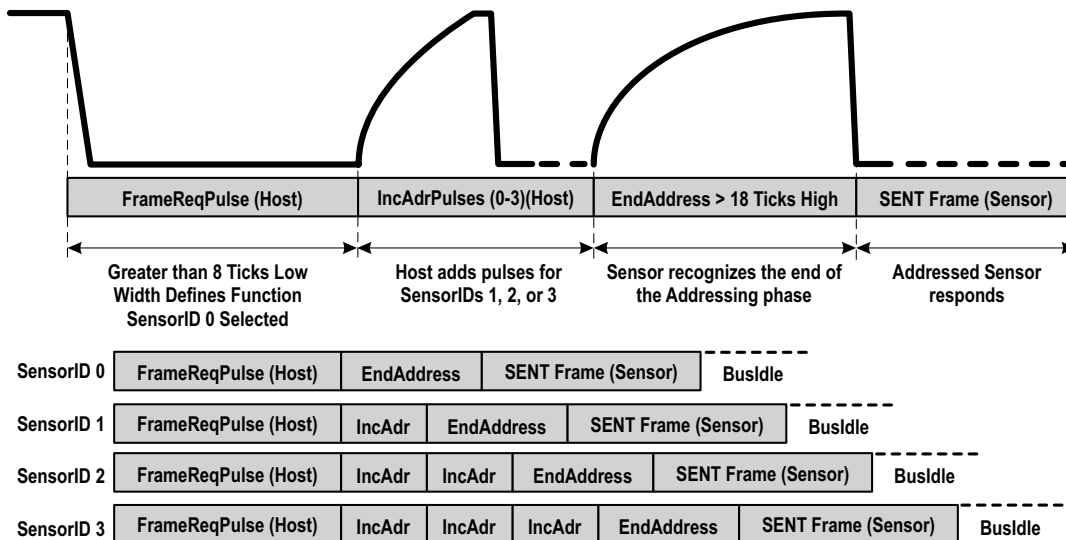 FrameReqPulse (Host) IncAdrPulses (0-3)(Host) EndAddress > 18 Ticks High SENT Frame (Sensor)
Greater than 8 Ticks Low
Width Defines Function
SensorID 0 Selected
Host adds pulses for
SensorIDs 1, 2, or 3
Sensor recognizes the end of
the Addressing phase
Addressed Sensor
responds
SensorID 0 FrameReqPulse (Host) EndAddress SENT Frame (Sensor) BusIdle
SensorID 1 FrameReqPulse (Host) IncAdr EndAddress SENT Frame (Sensor) BusIdle
SensorID 2 FrameReqPulse (Host) IncAdr IncAdr EndAddress SENT Frame (Sensor) BusIdle
SensorID 3 FrameReqPulse (Host) IncAdr IncAdr IncAdr EndAddress SENT Frame (Sensor) BusIdle